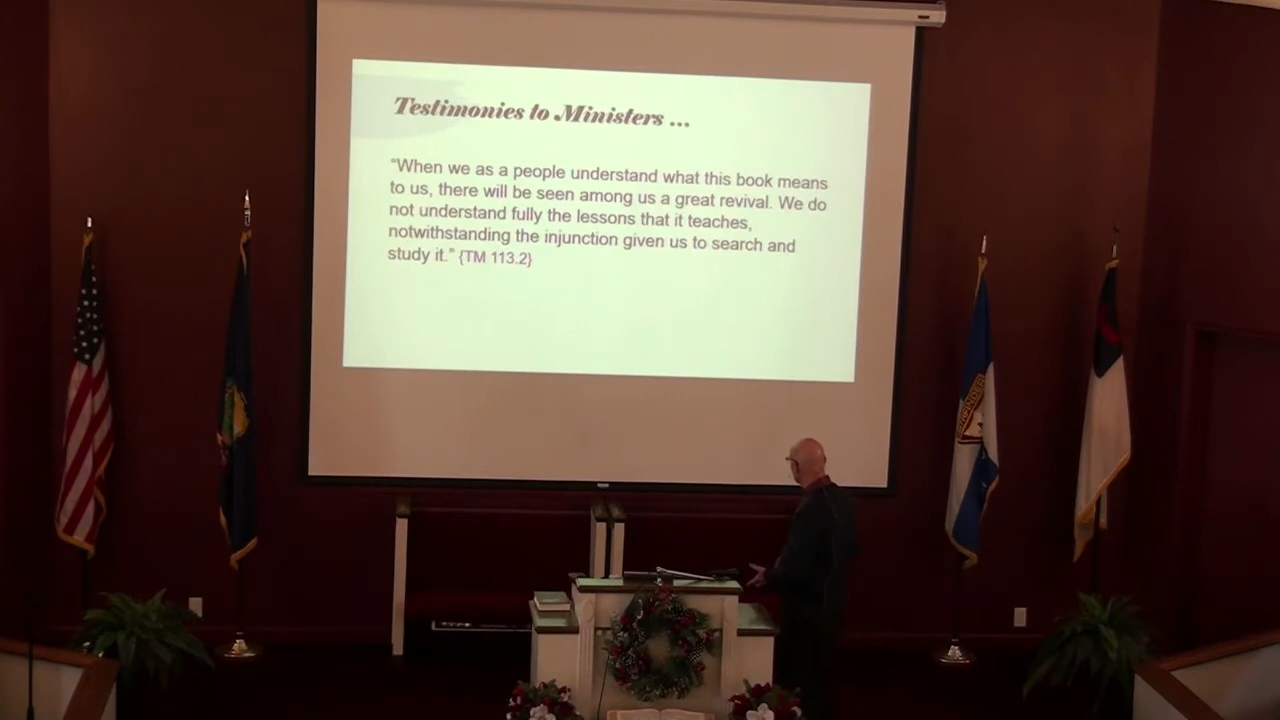 Testimonies to Ministers ...
“When we as a people understand what this book means
to us, there will be seen among us a great revival. We do
not understand fully the lessons that it teaches,
notwithstanding the injunction given us to search and
study it.” {TM 113.2}
PATHFINDER